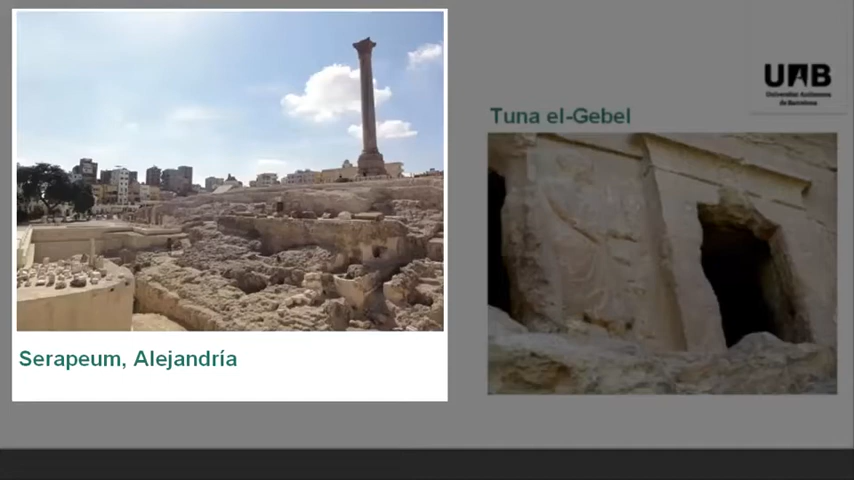 Serapeum, Alejandría
Tuna el-Gebel
UAB
Universitat Autònoma
de Barcelona